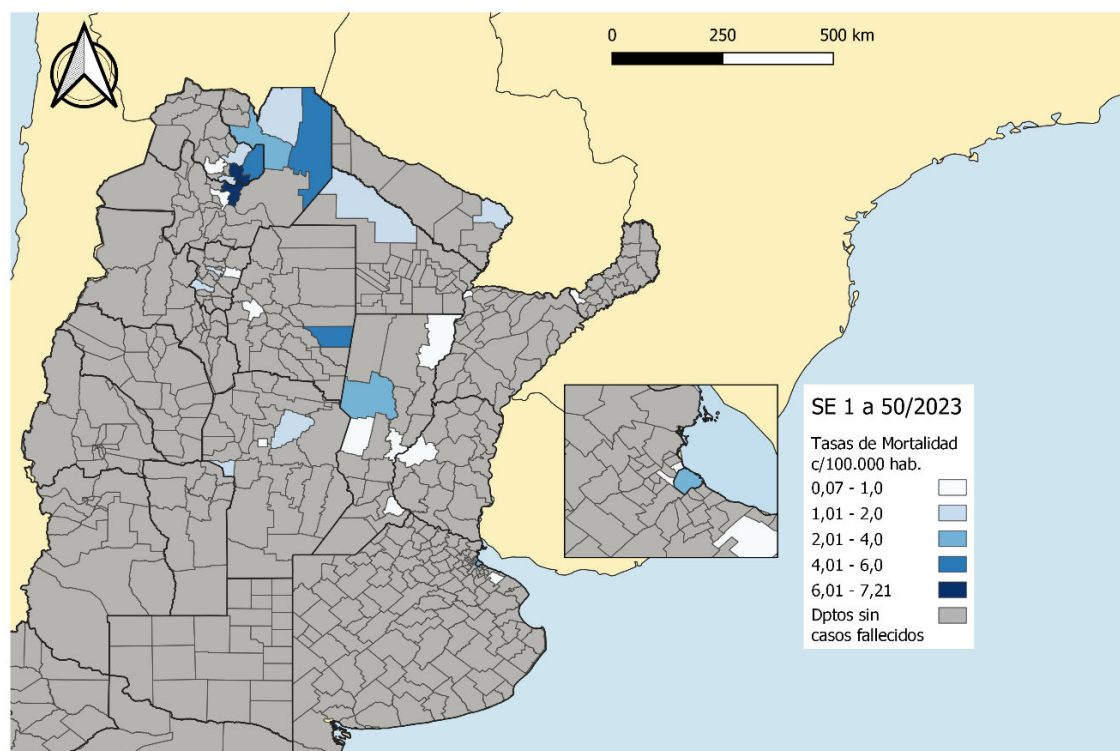 0 250 500 km
SE 1 a 50/2023
Tasas de Mortalidad
c/100.000 hab.
0,07 - 1,0
1,01 - 2,0
2,01 - 4,0
4,01 - 6,0
6,01 - 7,21
Dptos sin
casos fallecidos